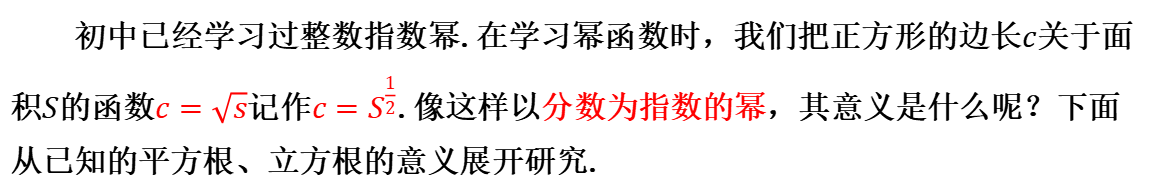 初中已经学习过整数指数幂.在学习幂函数时，我们把正方形的边长c关于面
积S的函数c = √s记作c = S^{1/2}.像这样以分数为指数的幂，其意义是什么呢？下面
从已知的平方根、立方根的意义展开研究.